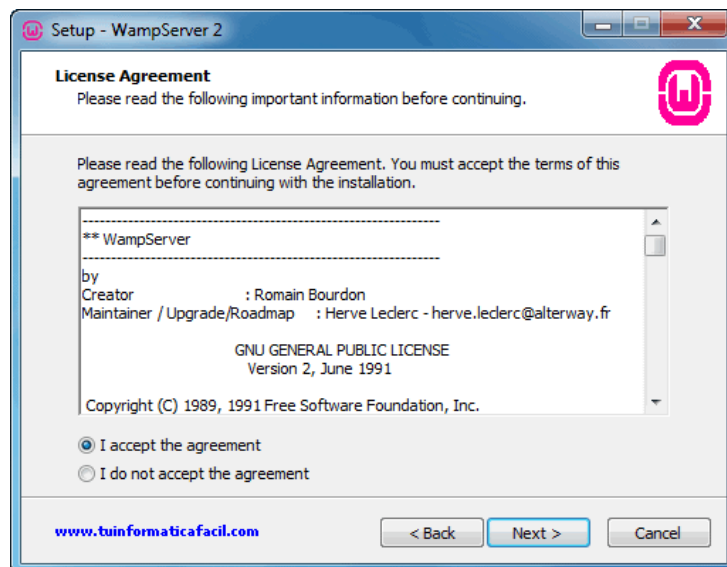 Setup - WampServer 2
License Agreement
Please read the following important information before continuing.
Please read the following License Agreement. You must accept the terms of this
agreement before continuing with the installation.
----------------------------------------------------------------
** WampServer
----------------------------------------------------------------
by
Creator : Romain Bourdon
Maintainer / Upgrade/Roadmap : Herve Leclerc - herve.leclerc@alterway.fr
GNU GENERAL PUBLIC LICENSE
Version 2, June 1991
Copyright (C) 1989, 1991 Free Software Foundation, Inc.
I accept the agreement
I do not accept the agreement
www.tuinformaticafacil.com
< Back Next > Cancel